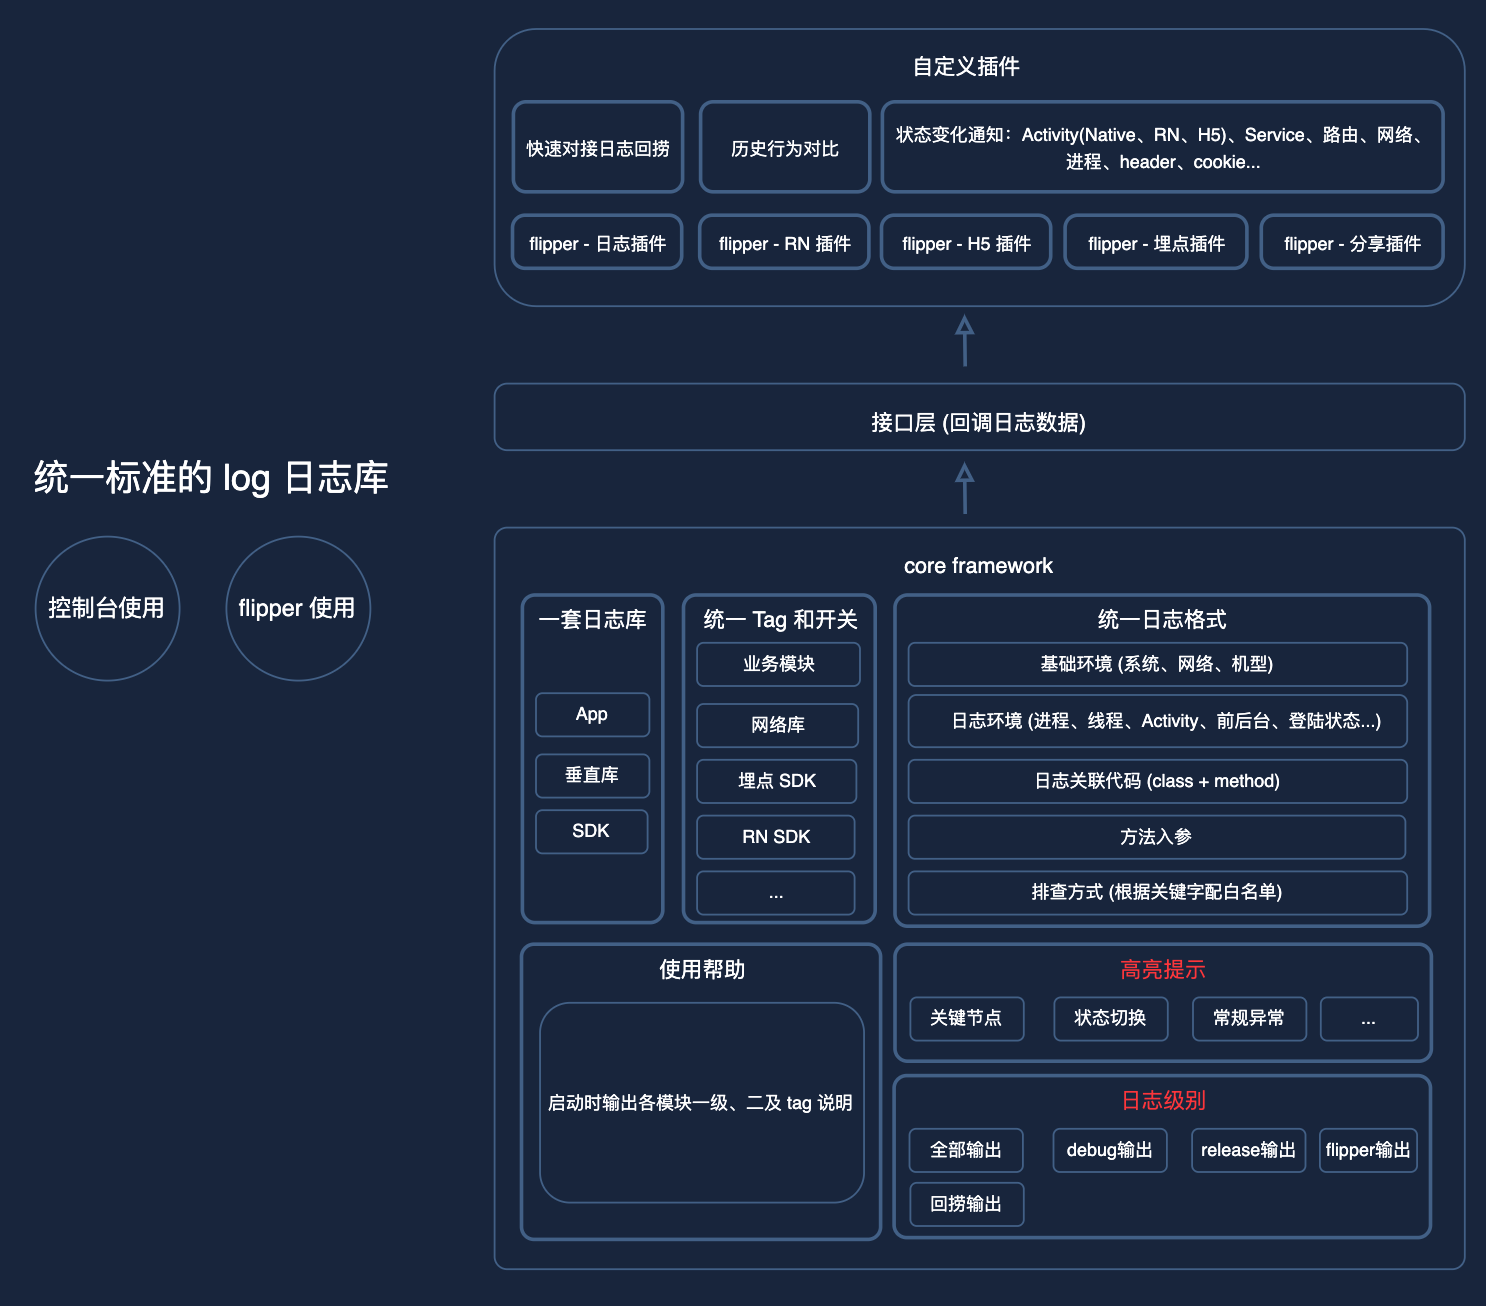 自定义插件
快速对接日志回捞
历史行为对比
状态变化通知：Activity(Native、RN、H5)、Service、路由、网络、
进程、header、cookie...
flipper - 日志插件
flipper - RN 插件
flipper - H5 插件
flipper - 埋点插件
flipper - 分享插件
接口层 (回调日志数据)
统一标准的 log 日志库
控制台使用
flipper 使用
core framework
一套日志库
App
垂直库
SDK
统一 Tag 和开关
业务模块
网络库
埋点 SDK
RN SDK
...
统一日志格式
基础环境 (系统、网络、机型)
日志环境 (进程、线程、Activity、前后台、登陆状态...)
日志关联代码 (class + method)
方法入参
排查方式 (根据关键字配白名单)
使用帮助
启动时输出各模块一级、二及 tag 说明
高亮提示
关键节点
状态切换
常规异常
...
日志级别
全部输出
debug输出
release输出
flipper输出
回捞输出